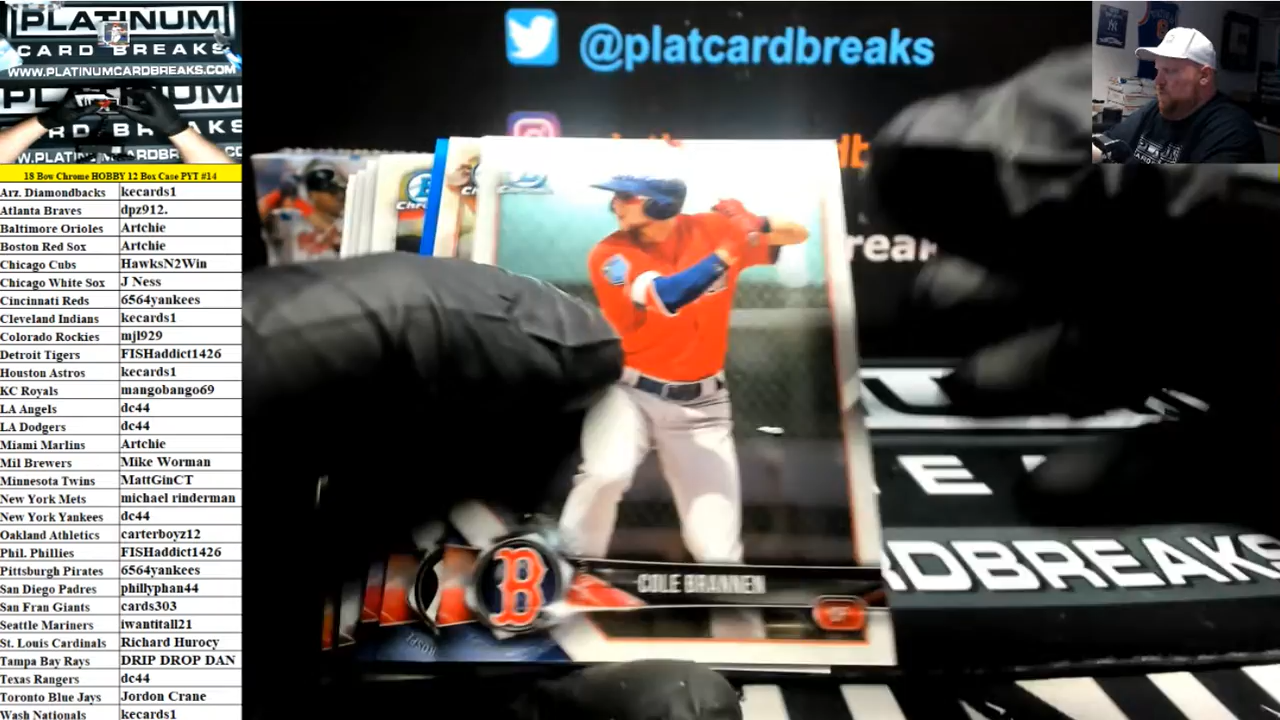 PLATINUM
CARD BREAKS
WWW.PLATINUMCARDBREAKS.COM
18 Bow Chrome HOBBY 12 Box Case PYT #14
Arz. Diamondbacks kecards1
Atlanta Braves dpz912.
Baltimore Orioles Artchie
Boston Red Sox Artchie
Chicago Cubs HawksN2Win
Chicago White Sox J Ness
Cincinnati Reds 6564yankees
Cleveland Indians kecards1
Colorado Rockies mjl929
Detroit Tigers FISHaddict1426
Houston Astros kecards1
KC Royals mangobango69
LA Angels dc44
LA Dodgers dc44
Miami Marlins Artchie
Mil Brewers Mike Worman
Minnesota Twins MattGinCT
New York Mets michael rinderman
New York Yankees dc44
Oakland Athletics carterboyz12
Phil. Phillies FISHaddict1426
Pittsburgh Pirates 6564yankees
San Diego Padres phillyphan44
San Fran Giants cards303
Seattle Mariners iwantitall21
St. Louis Cardinals Richard Hurocy
Tampa Bay Rays DRIP DROP DAN
Texas Rangers dc44
Toronto Blue Jays Jordon Crane
Wash Nationals kecards1
@platcardbreaks
B
COLE BRANNEN
RDBREAKS